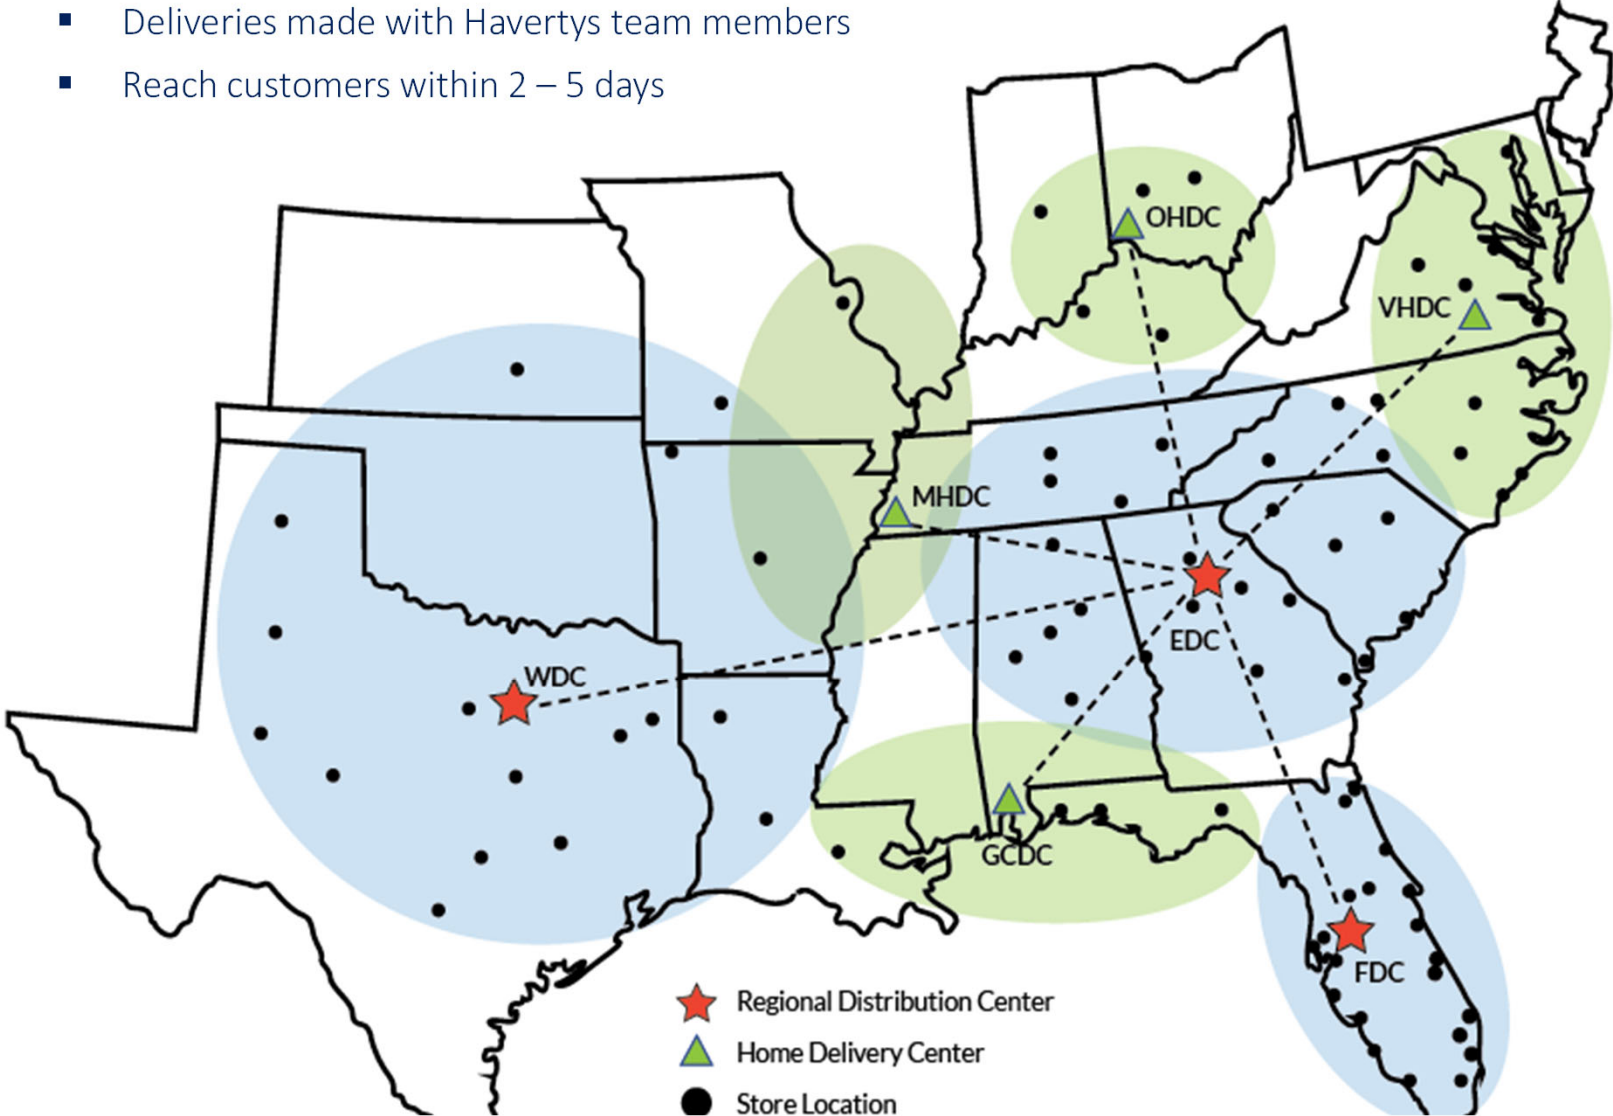 ▪ Deliveries made with Havertys team members
▪ Reach customers within 2 – 5 days
OHDC
VHDC
MHDC
EDC
WDC
GCDC
FDC
Regional Distribution Center
Home Delivery Center
Store Location